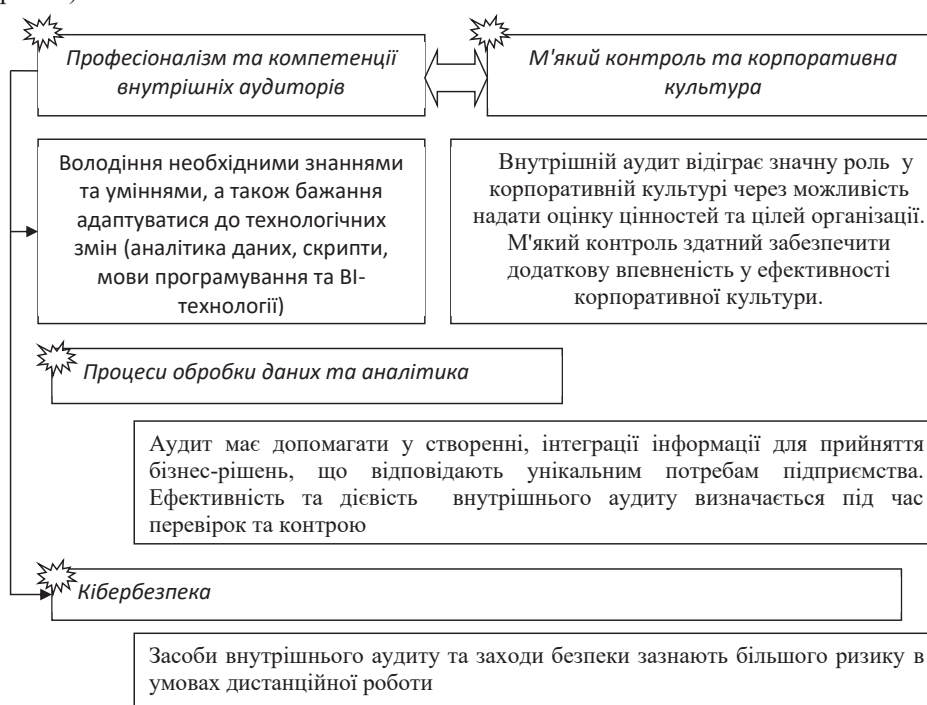 Професіоналізм та компетенції
внутрішніх аудиторів
М'який контроль та корпоративна
культура
Володіння необхідними знаннями
та уміннями, а також бажання
адаптуватися до технологічних
змін (аналітика даних, скрипти,
мови програмування та BI-
технології)
Внутрішній аудит відіграє значну роль у
корпоративній культурі через можливість
надати оцінку цінностей та цілей організації.
М'який контроль здатний забезпечити
додаткову впевненість у ефективності
корпоративної культури.
Процеси обробки даних та аналітика
Аудит має допомагати у створенні, інтеграції інформації для прийняття
бізнес-рішень, що відповідають унікальним потребам підприємства.
Ефективність та дієвість внутрішнього аудиту визначається під час
перевірок та контрою
Кібербезпека
Засоби внутрішнього аудиту та заходи безпеки зазнають більшого ризику в
умовах дистанційної роботи